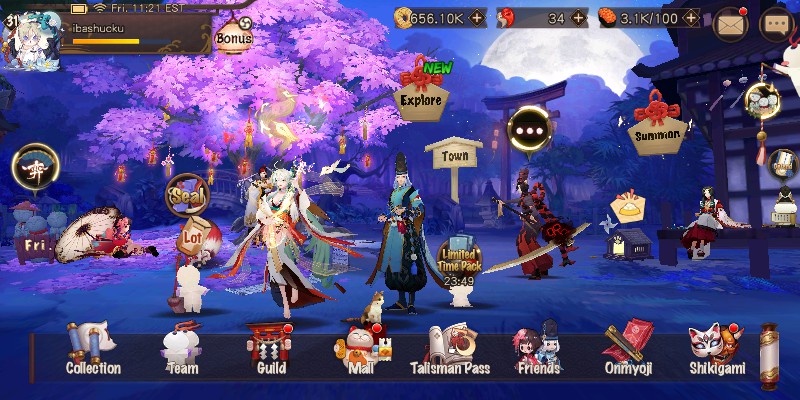 Fri. 11:21 EST
31
ibashucku
Bonus
656.10K
34
3.1K/100
NEW
Explore
Summon
Town
Seal
Lot
Fri.
Limited
Time Pack
23:49
Collection
Team
Guild
Mall
Talisman Pass
Friends
Onmyoji
Shikigami